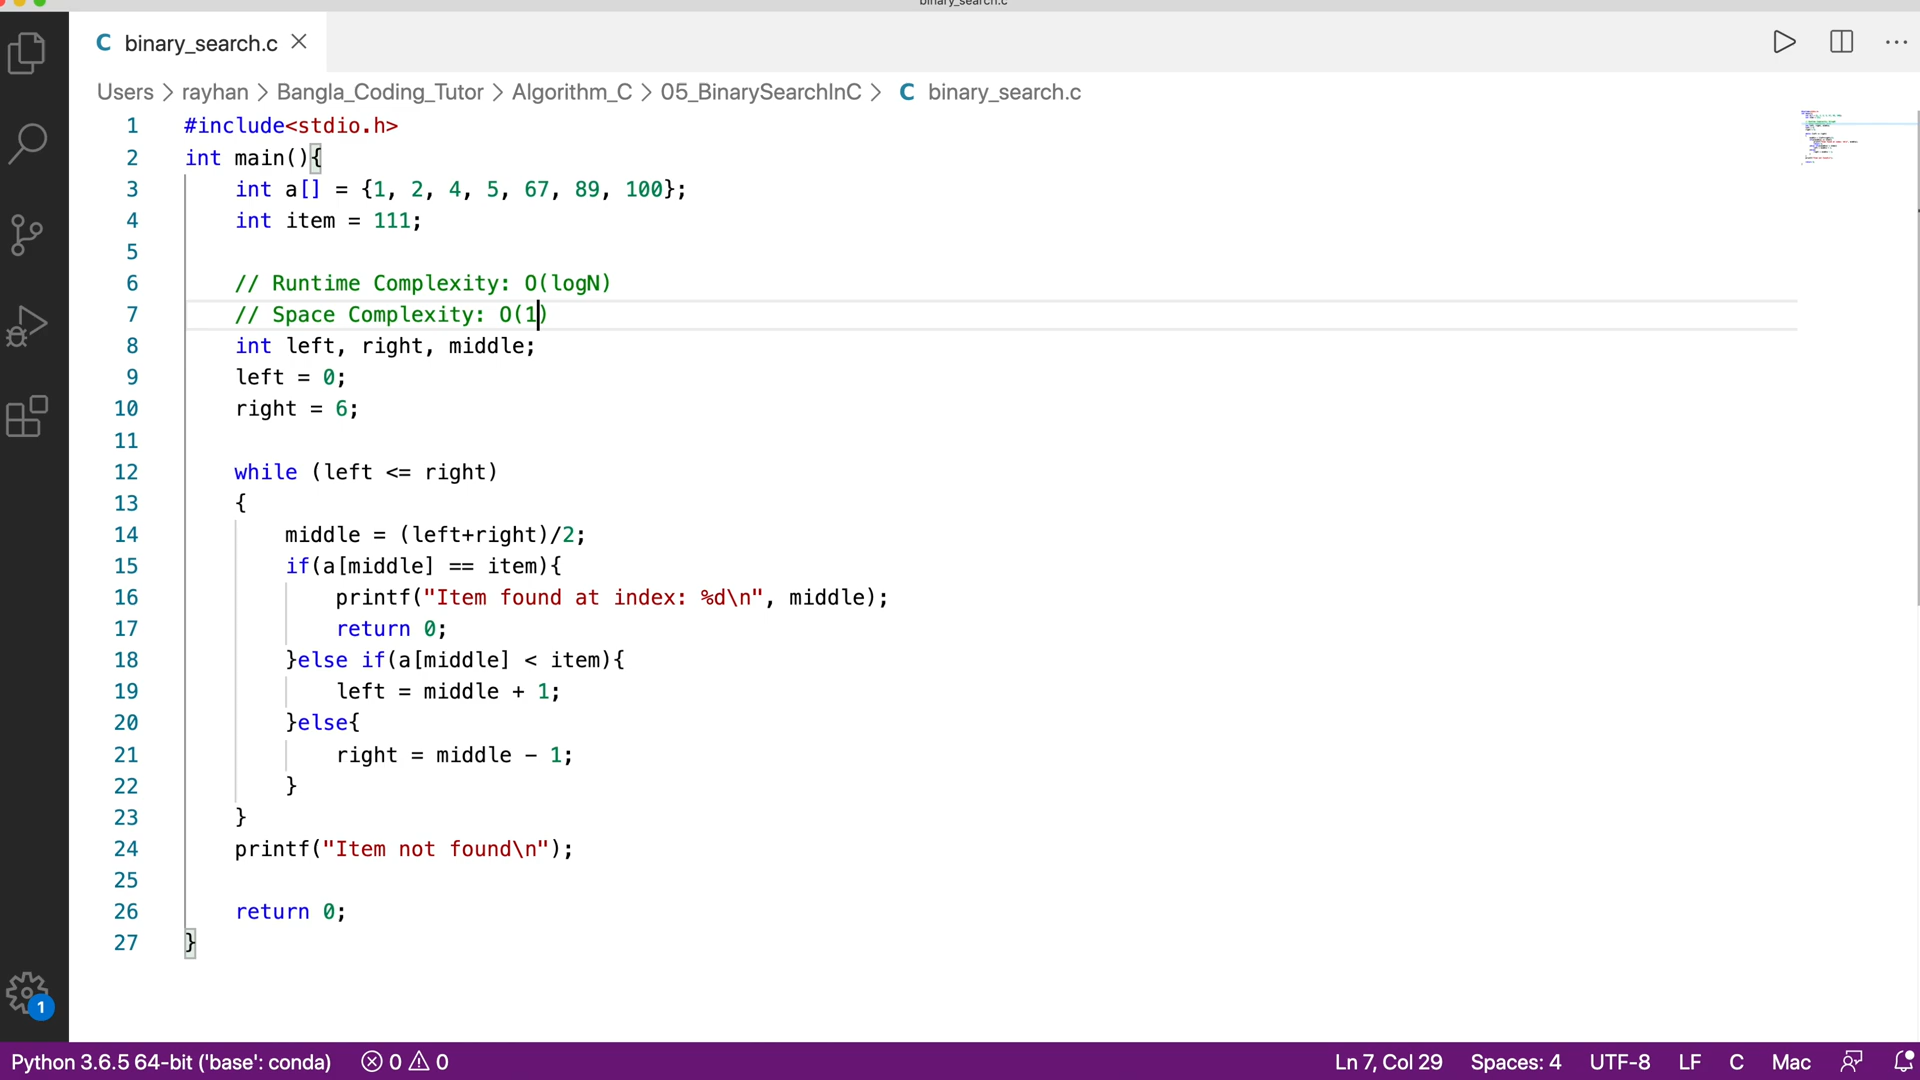 binary_search.c
C binary_search.c
Users > rayhan > Bangla_Coding_Tutor > Algorithm_C > 05_BinarySearchInC > C binary_search.c
1 #include<stdio.h>
2 int main(){
3     int a[] = {1, 2, 4, 5, 67, 89, 100};
4     int item = 111;
5
6     // Runtime Complexity: O(logN)
7     // Space Complexity: O(1)
8     int left, right, middle;
9     left = 0;
10     right = 6;
11
12     while (left <= right)
13     {
14         middle = (left+right)/2;
15         if(a[middle] == item){
16             printf("Item found at index: %d\n", middle);
17             return 0;
18         }else if(a[middle] < item){
19             left = middle + 1;
20         }else{
21             right = middle - 1;
22         }
23     }
24     printf("Item not found\n");
25
26     return 0;
27 }
1
Python 3.6.5 64-bit ('base': conda) 0 0 Ln 7, Col 29 Spaces: 4 UTF-8 LF C Mac